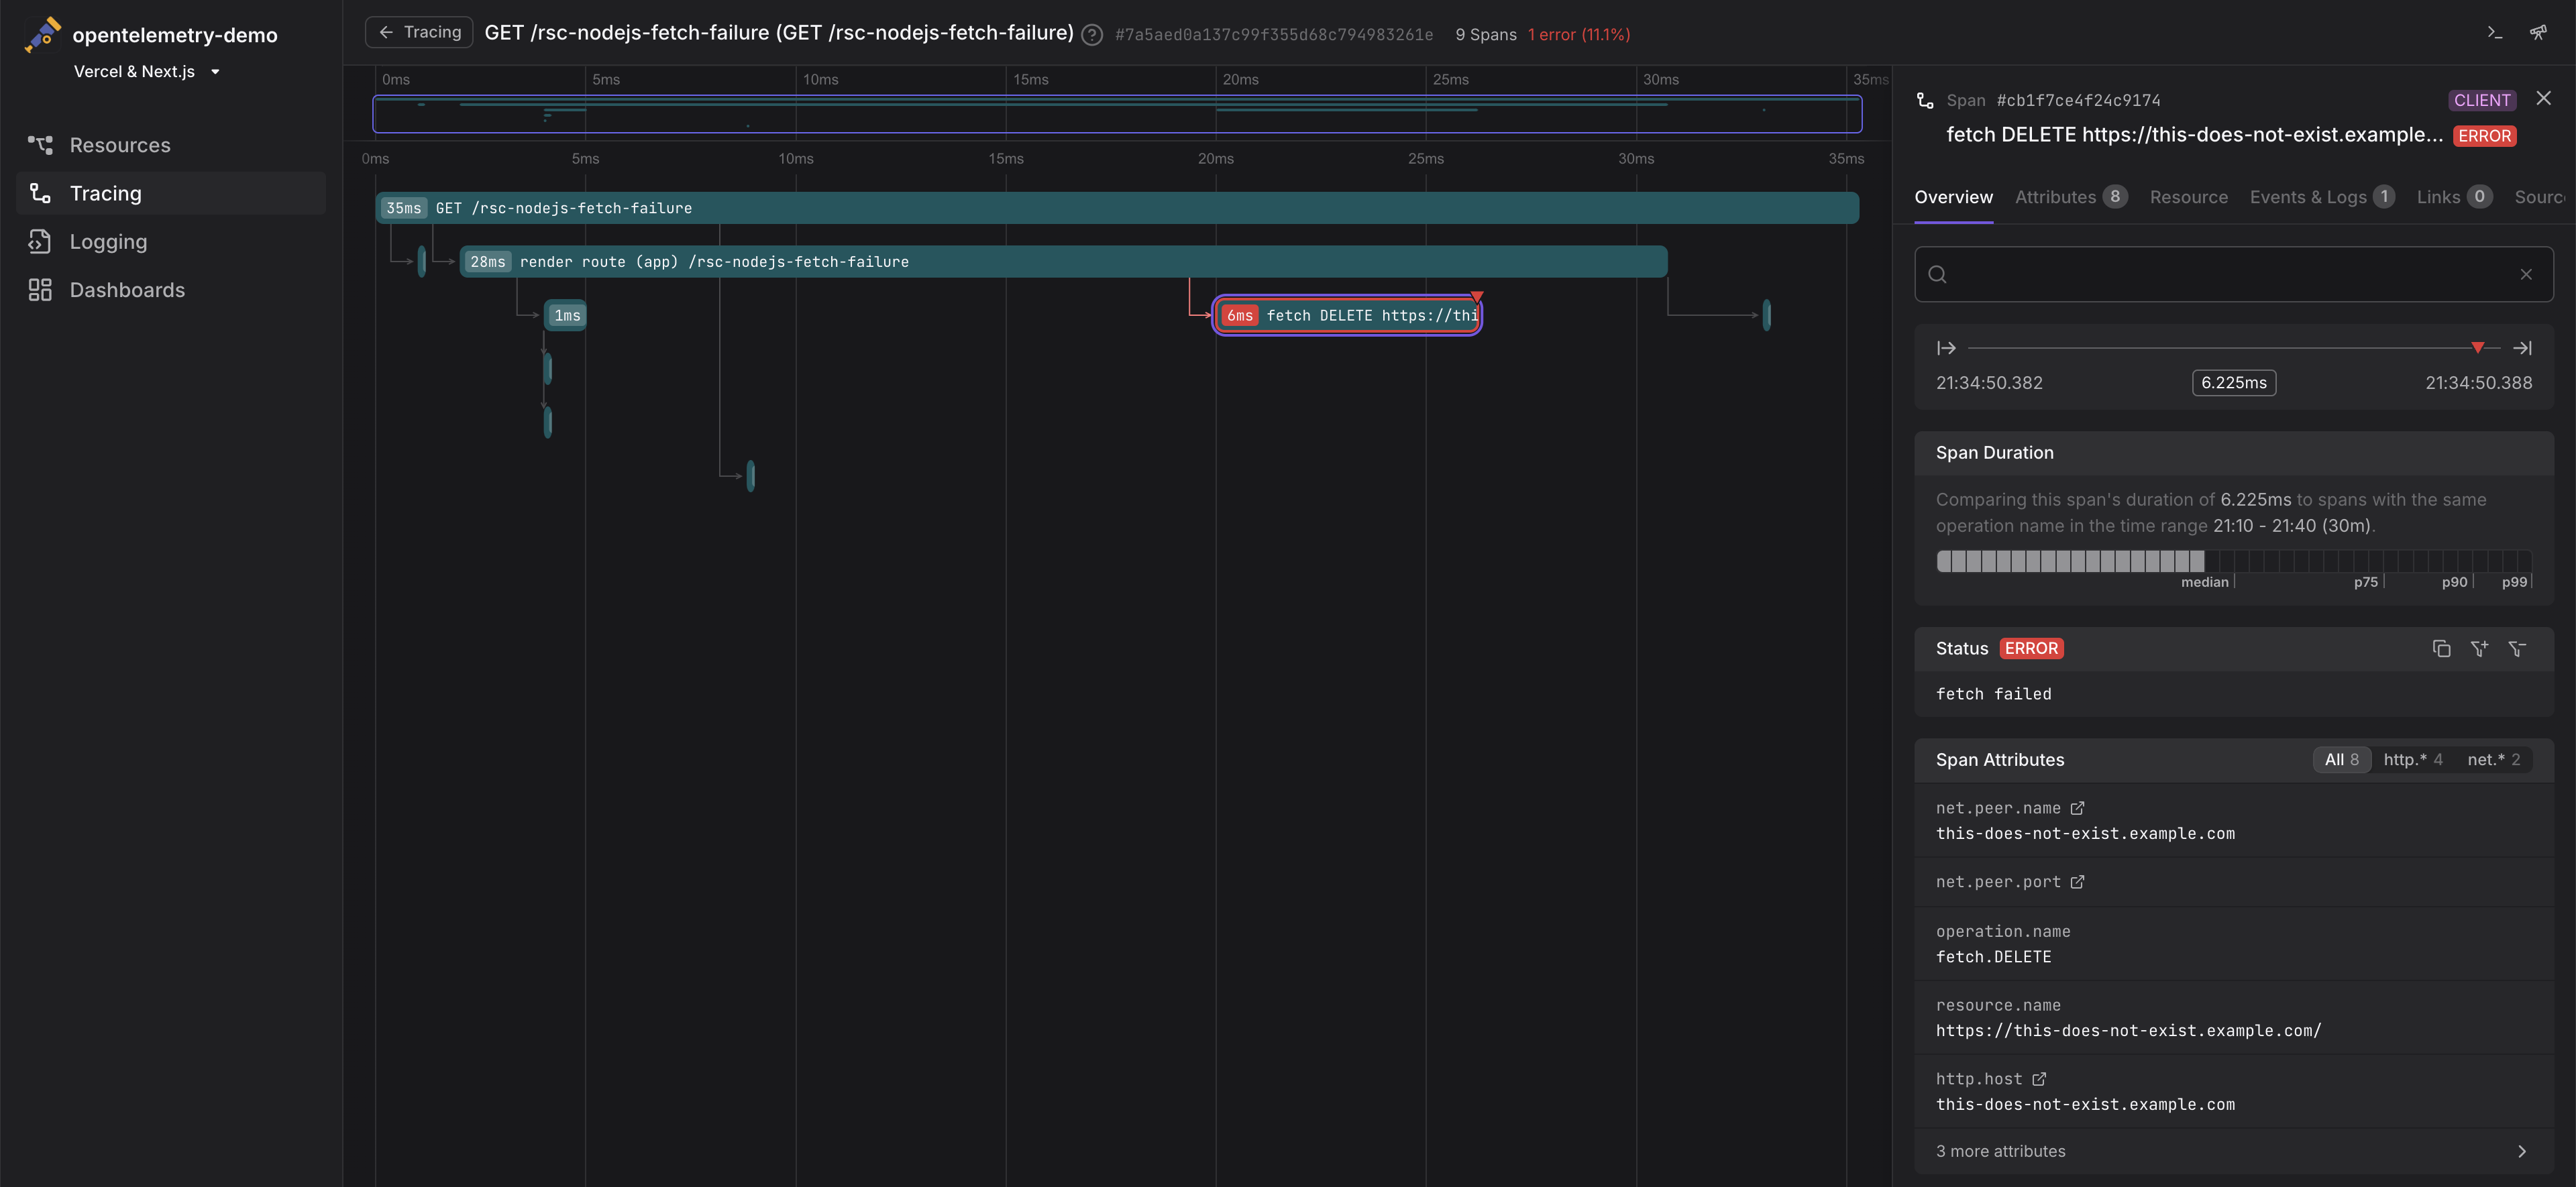 opentelemetry-demo
Vercel & Next.js
Resources
Tracing
Logging
Dashboards
Tracing
GET /rsc-nodejs-fetch-failure (GET /rsc-nodejs-fetch-failure)
#7a5aed0a137c99f355d68c794983261e
9 Spans
1 error (11.1%)
0ms 5ms 10ms 15ms 20ms 25ms 30ms 35ms
0ms 5ms 10ms 15ms 20ms 25ms 30ms 35ms
35ms GET /rsc-nodejs-fetch-failure
28ms render route (app) /rsc-nodejs-fetch-failure
1ms
6ms fetch DELETE https://thi
Span #cb1f7ce4f24c9174
CLIENT
fetch DELETE https://this-does-not-exist.example...
ERROR
Overview Attributes 8 Resource Events & Logs 1 Links 0 Sourc
21:34:50.382 6.225ms 21:34:50.388
Span Duration
Comparing this span's duration of 6.225ms to spans with the same
operation name in the time range 21:10 - 21:40 (30m).
median p75 p90 p99
Status ERROR
fetch failed
Span Attributes
All 8 http.* 4 net.* 2
net.peer.name
this-does-not-exist.example.com
net.peer.port
operation.name
fetch.DELETE
resource.name
https://this-does-not-exist.example.com/
http.host
this-does-not-exist.example.com
3 more attributes